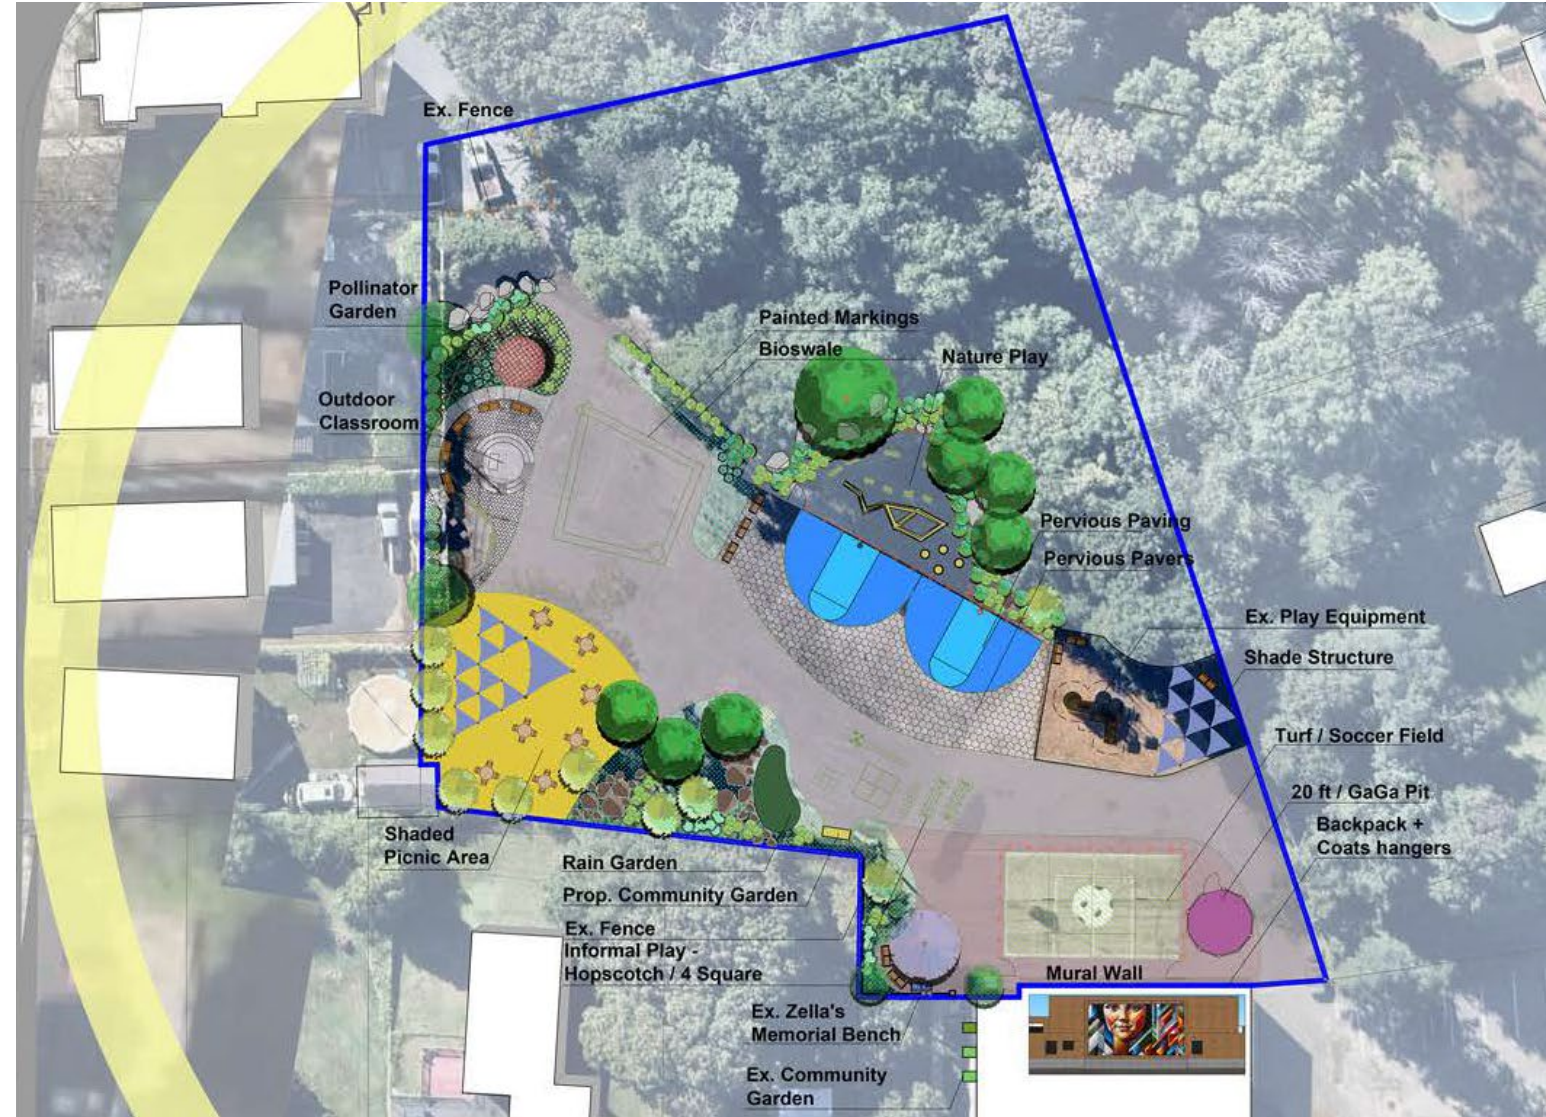 Ex. Fence
Pollinator
Garden
Painted Markings
Bioswale
Nature Play
Outdoor
Classroom
Pervious Paving
Pervious Pavers
Ex. Play Equipment
Shade Structure
Turf / Soccer Field
20 ft / GaGa Pit
Backpack +
Coats hangers
Shaded
Picnic Area
Rain Garden
Prop. Community Garden
Ex. Fence
Informal Play -
Hopscotch / 4 Square
Mural Wall
Ex. Zella's
Memorial Bench
Ex. Community
Garden